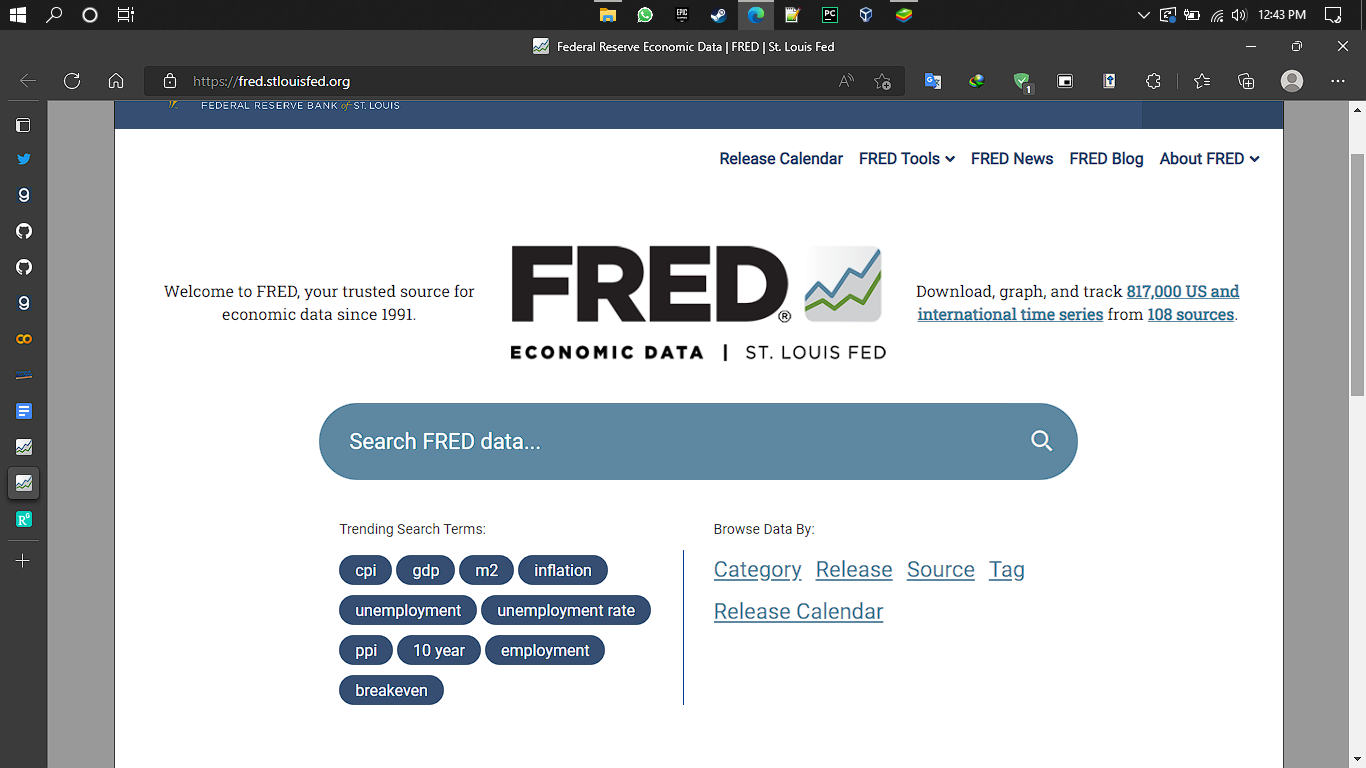 12:43 PM
Federal Reserve Economic Data | FRED | St. Louis Fed
https://fred.stlouisfed.org
1
FEDERAL RESERVE BANK of ST. LOUIS
Release Calendar FRED Tools FRED News FRED Blog About FRED
Welcome to FRED, your trusted source for
economic data since 1991.
FRED®
ECONOMIC DATA | ST. LOUIS FED
Download, graph, and track 817,000 US and
international time series from 108 sources.
Search FRED data...
Trending Search Terms:
cpi gdp m2 inflation
unemployment unemployment rate
ppi 10 year employment
breakeven
Browse Data By:
Category Release Source Tag
Release Calendar